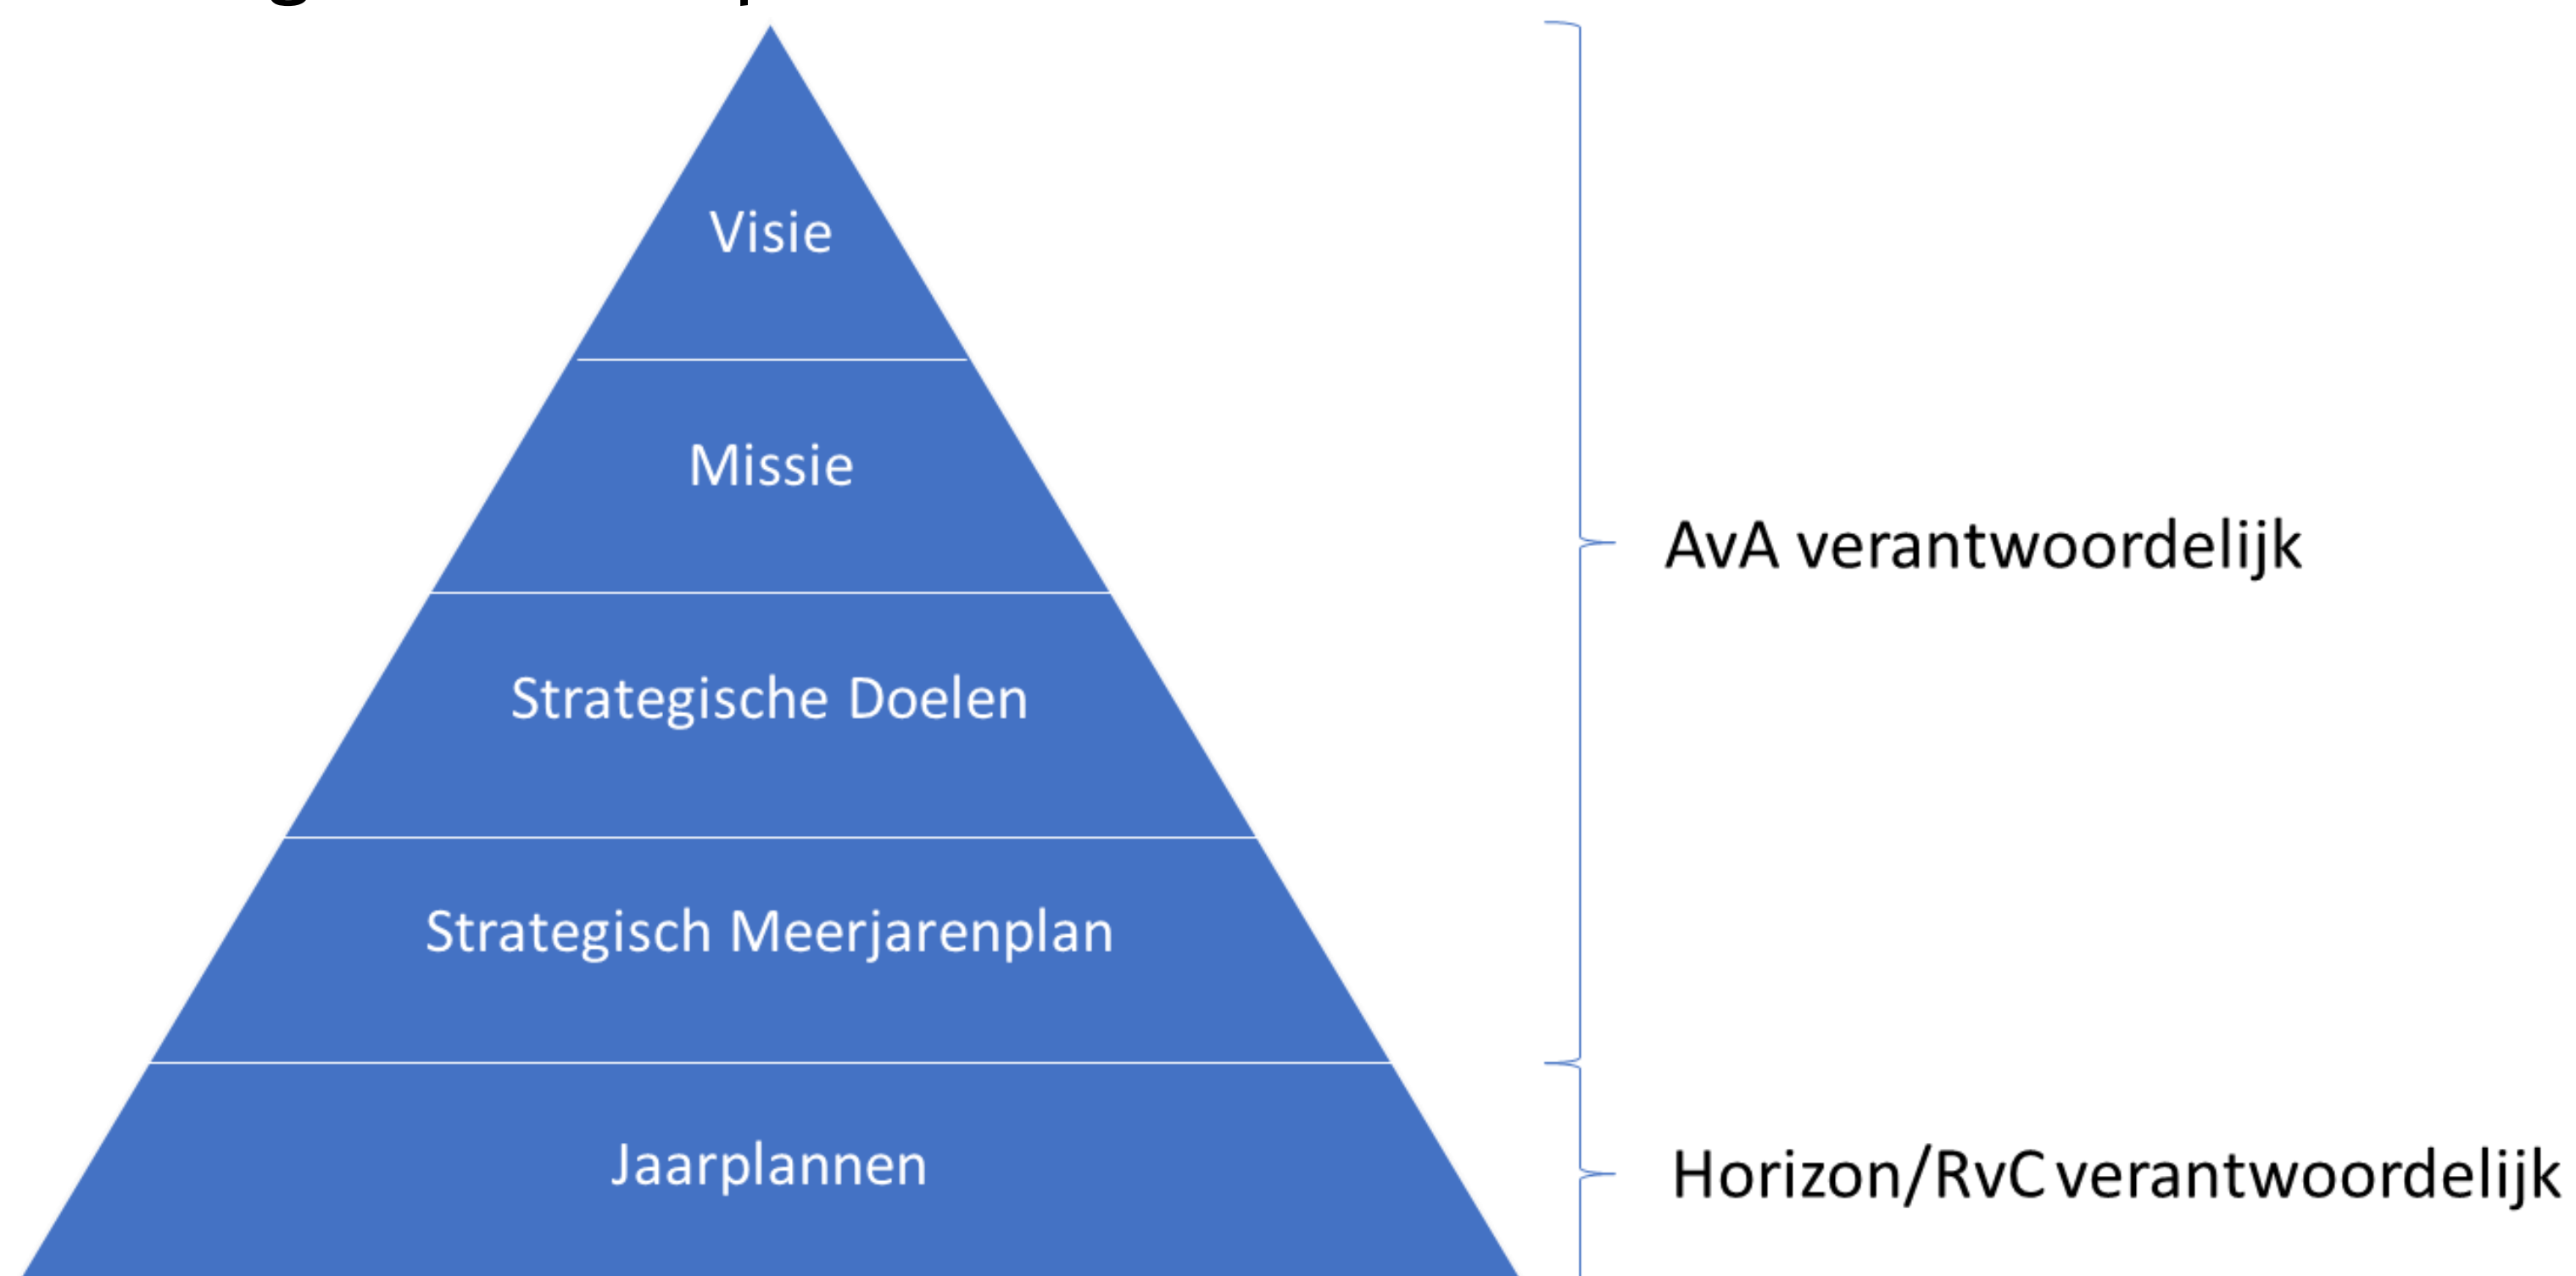 Visie
Missie
AvA verantwoordelijk
Strategische Doelen
Strategisch Meerjarenplan
Jaarplannen
Horizon/RvC verantwoordelijk